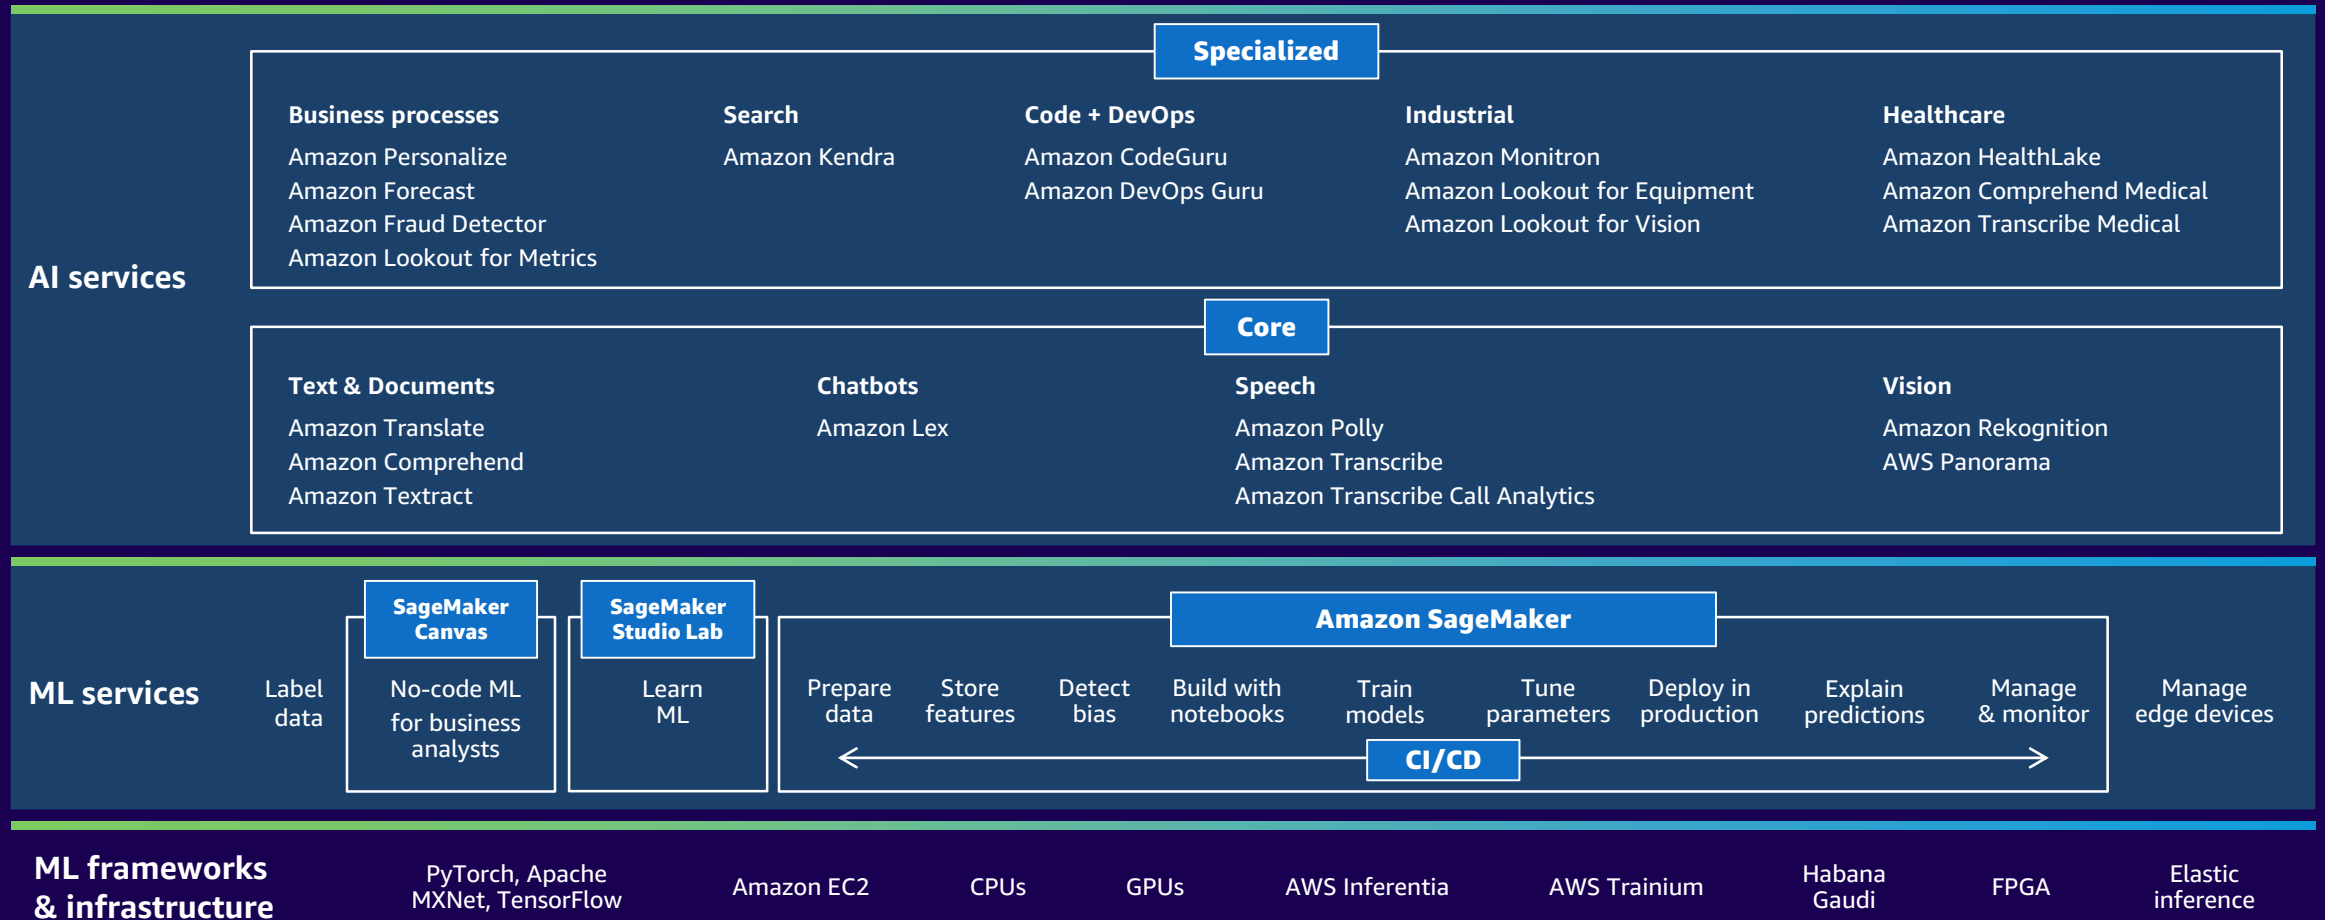 Specialized
Business processes
Amazon Personalize
Amazon Forecast
Amazon Fraud Detector
Amazon Lookout for Metrics
Search
Amazon Kendra
Code + DevOps
Amazon CodeGuru
Amazon DevOps Guru
Industrial
Amazon Monitron
Amazon Lookout for Equipment
Amazon Lookout for Vision
Healthcare
Amazon HealthLake
Amazon Comprehend Medical
Amazon Transcribe Medical
AI services
Core
Text & Documents
Amazon Translate
Amazon Comprehend
Amazon Textract
Chatbots
Amazon Lex
Speech
Amazon Polly
Amazon Transcribe
Amazon Transcribe Call Analytics
Vision
Amazon Rekognition
AWS Panorama
ML services
Label
data
SageMaker
Canvas
No-code ML
for business
analysts
SageMaker
Studio Lab
Learn
ML
Amazon SageMaker
Prepare
data
Store
features
Detect
bias
Build with
notebooks
Train
models
Tune
parameters
Deploy in
production
Explain
predictions
Manage
& monitor
CI/CD
Manage
edge devices
ML frameworks
& infrastructure
PyTorch, Apache
MXNet, TensorFlow
Amazon EC2
CPUs
GPUs
AWS Inferentia
AWS Trainium
Habana
Gaudi
FPGA
Elastic
inference